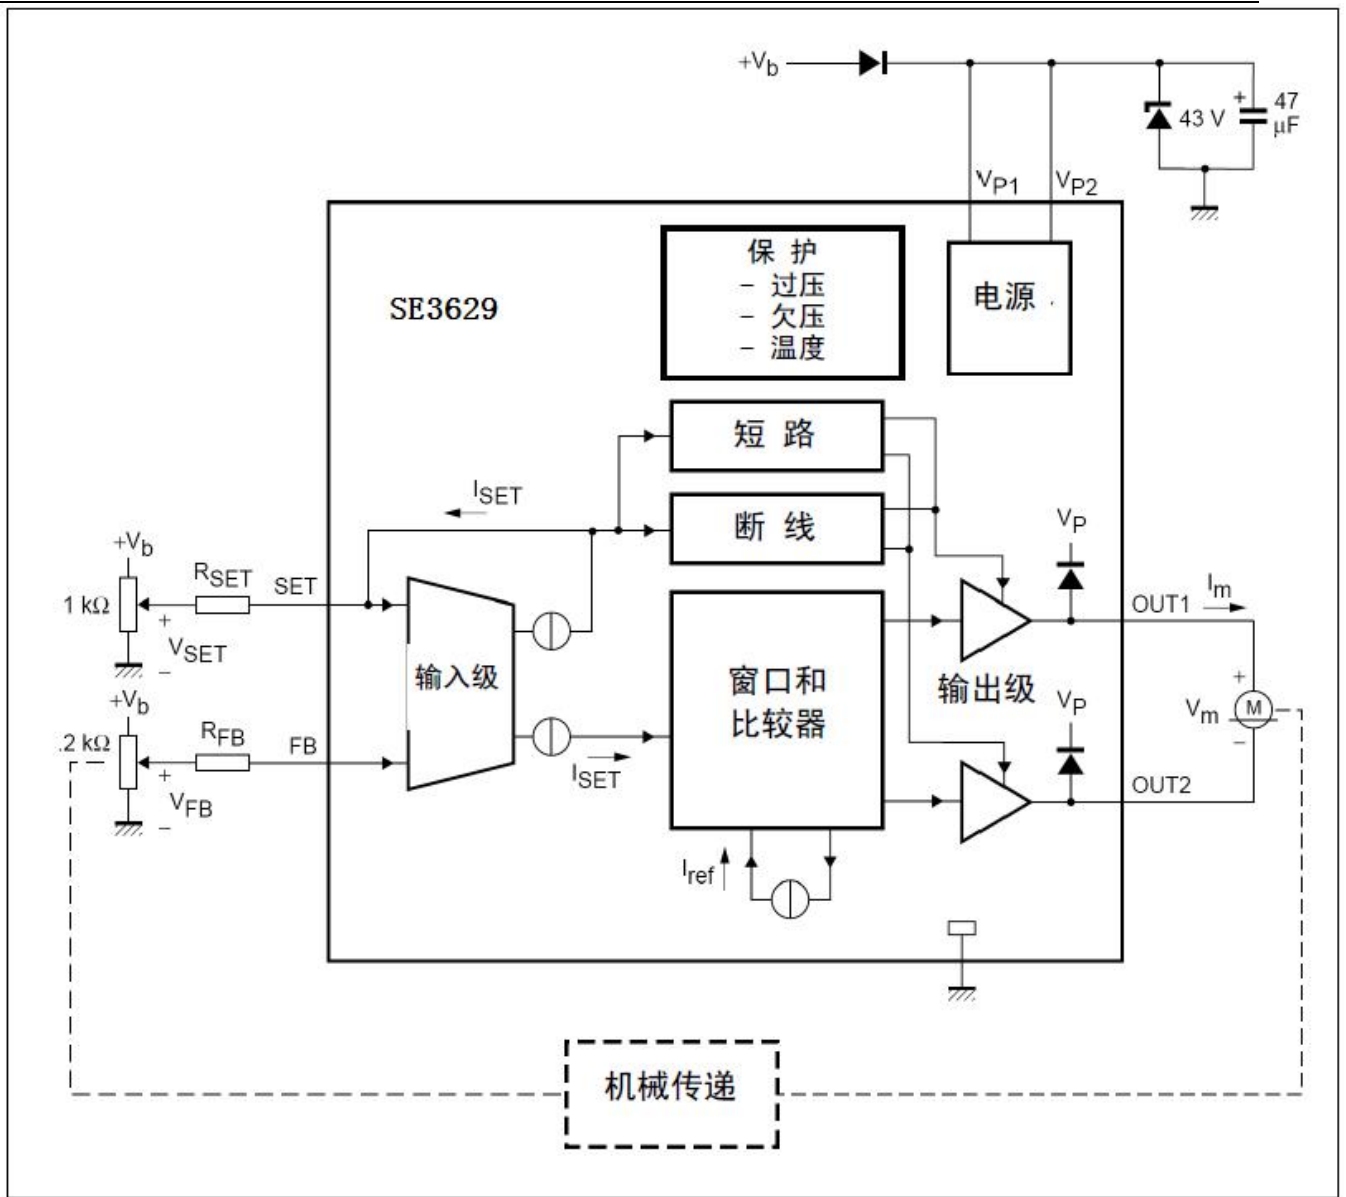 +Vb
43 V
+
47
μF
VP1
VP2
SE3629
保 护
- 过压
- 欠压
- 温度
电源 .
短 路
断 线
ISET
+Vb
1 kΩ
RSET
SET
+
VSET
-
输入级
+Vb
.2 kΩ
RFB
FB
+
VFB
-
ISET
窗口和
比较器
Iref
输出级
VP
OUT1
Im
VP
OUT2
+
Vm
M
-
机械传递